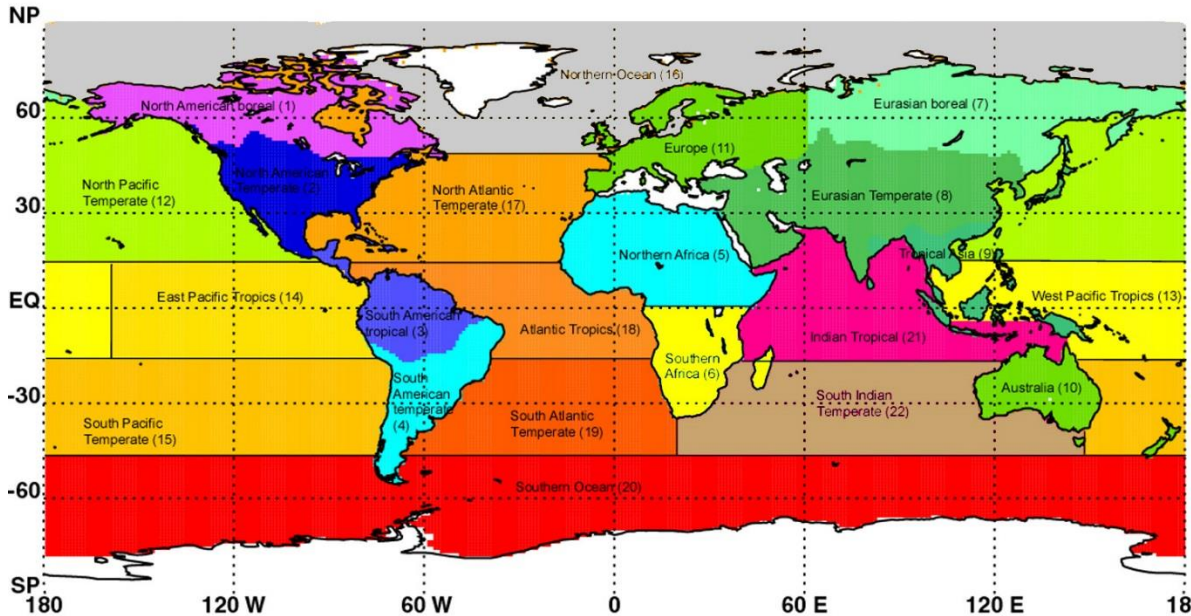 NP
Northern Ocean (16)
North American boreal (1)
Eurasian boreal (7)
60
Europe (11)
North American
Temperate (2)
North Pacific
Temperate (12)
North Atlantic
Temperate (17)
Eurasian Temperate (8)
30
Northern Africa (5)
Tropical Asia (9)
EQ
East Pacific Tropics (14)
West Pacific Tropics (13)
South American
tropical (3)
Atlantic Tropics (18)
Indian Tropical (21)
Southern
Africa (6)
South
American
temperate
(4)
Australia (10)
-30
South Pacific
Temperate (15)
South Atlantic
Temperate (19)
South Indian
Temperate (22)
-60
Southern Ocean (20)
SP
180 120 W 60 W 0 60 E 120 E 18